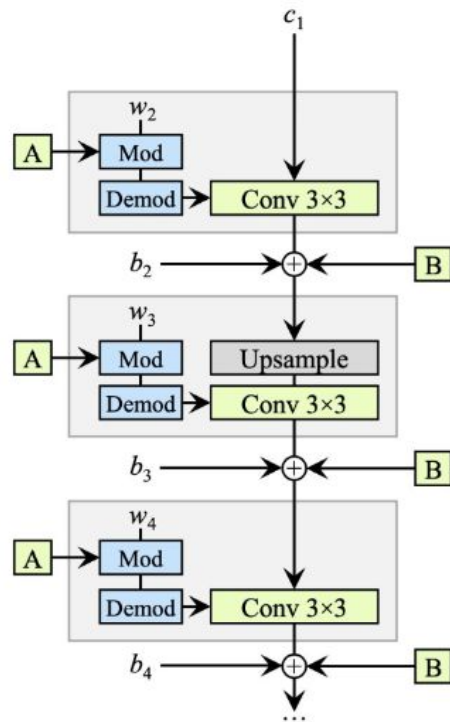 c₁
w₂
A Mod
Demod Conv 3×3
b₂ + B
w₃
A Mod Upsample
Demod Conv 3×3
b₃ + B
w₄
A Mod
Demod Conv 3×3
b₄ + B
...